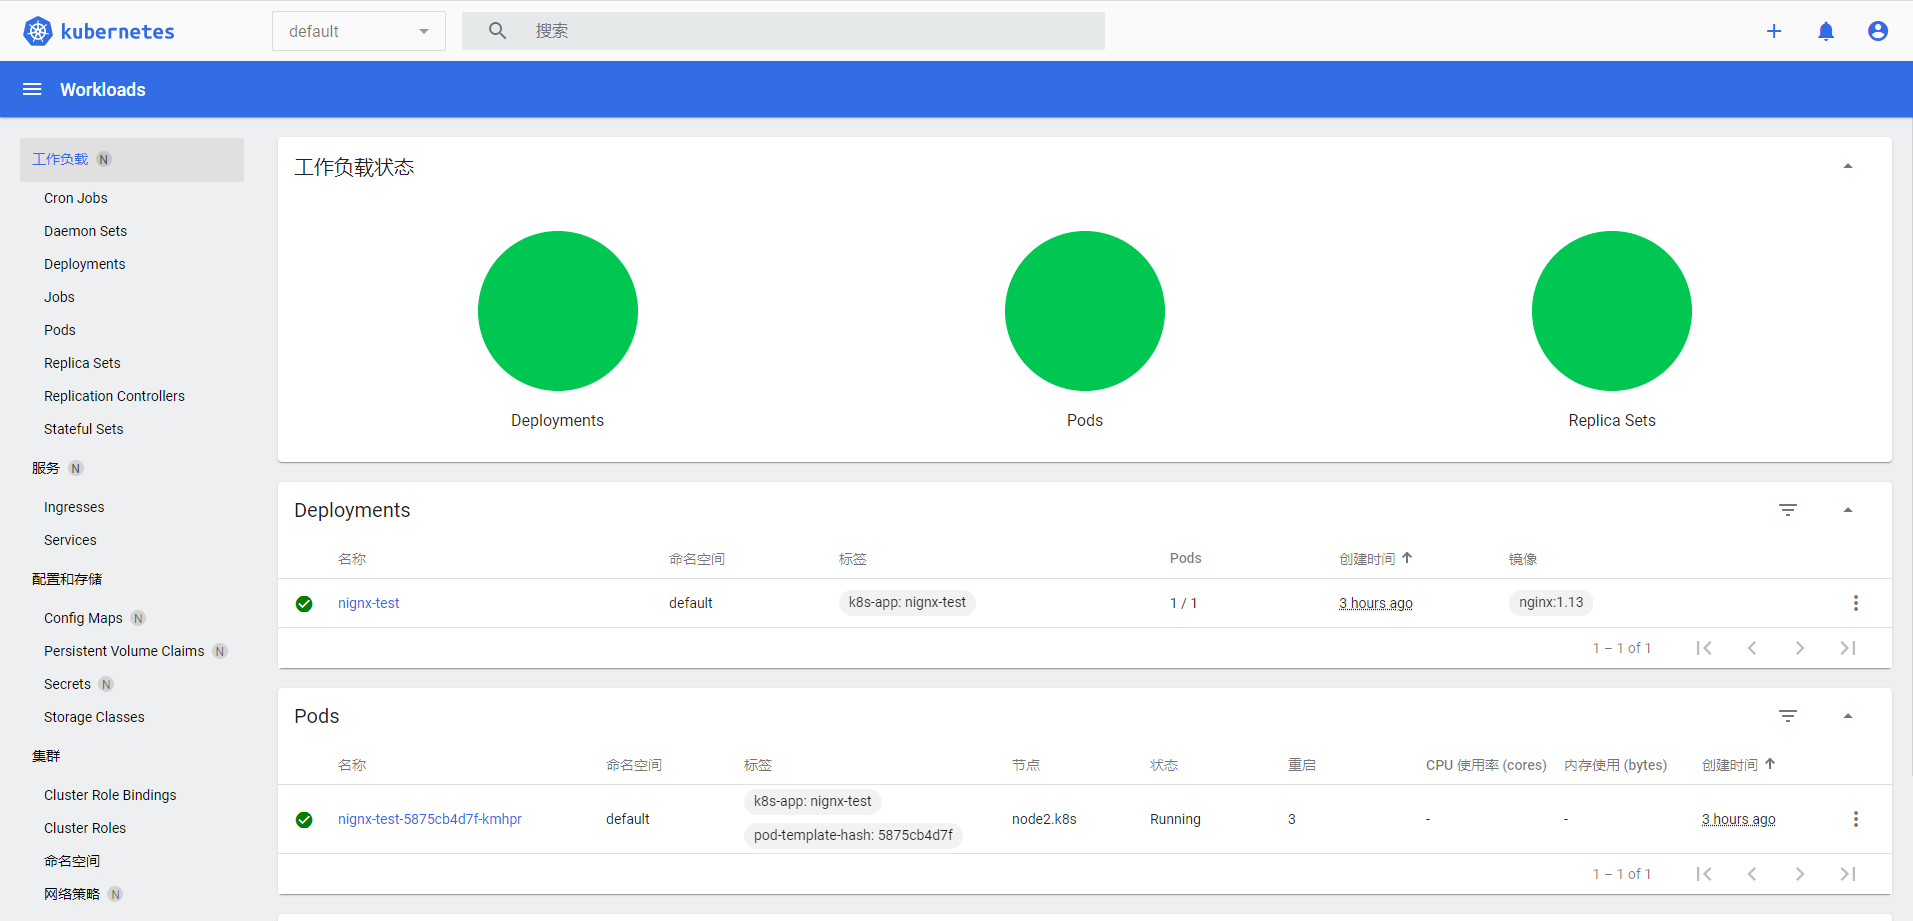 kubernetes
default
搜索
Workloads
工作负载 N
Cron Jobs
Daemon Sets
Deployments
Jobs
Pods
Replica Sets
Replication Controllers
Stateful Sets
服务 N
Ingresses
Services
配置和存储
Config Maps N
Persistent Volume Claims N
Secrets N
Storage Classes
集群
Cluster Role Bindings
Cluster Roles
命名空间
网络策略 N
工作负载状态
Deployments
Pods
Replica Sets
Deployments
名称 命名空间 标签 Pods 创建时间 镜像
nignx-test default k8s-app: nignx-test 1 / 1 3 hours ago nginx:1.13
1 – 1 of 1
Pods
名称 命名空间 标签 节点 状态 重启 CPU 使用率 (cores) 内存使用 (bytes) 创建时间
nignx-test-5875cb4d7f-kmhpr default k8s-app: nignx-test node2.k8s Running 3 - - 3 hours ago
pod-template-hash: 5875cb4d7f
1 – 1 of 1